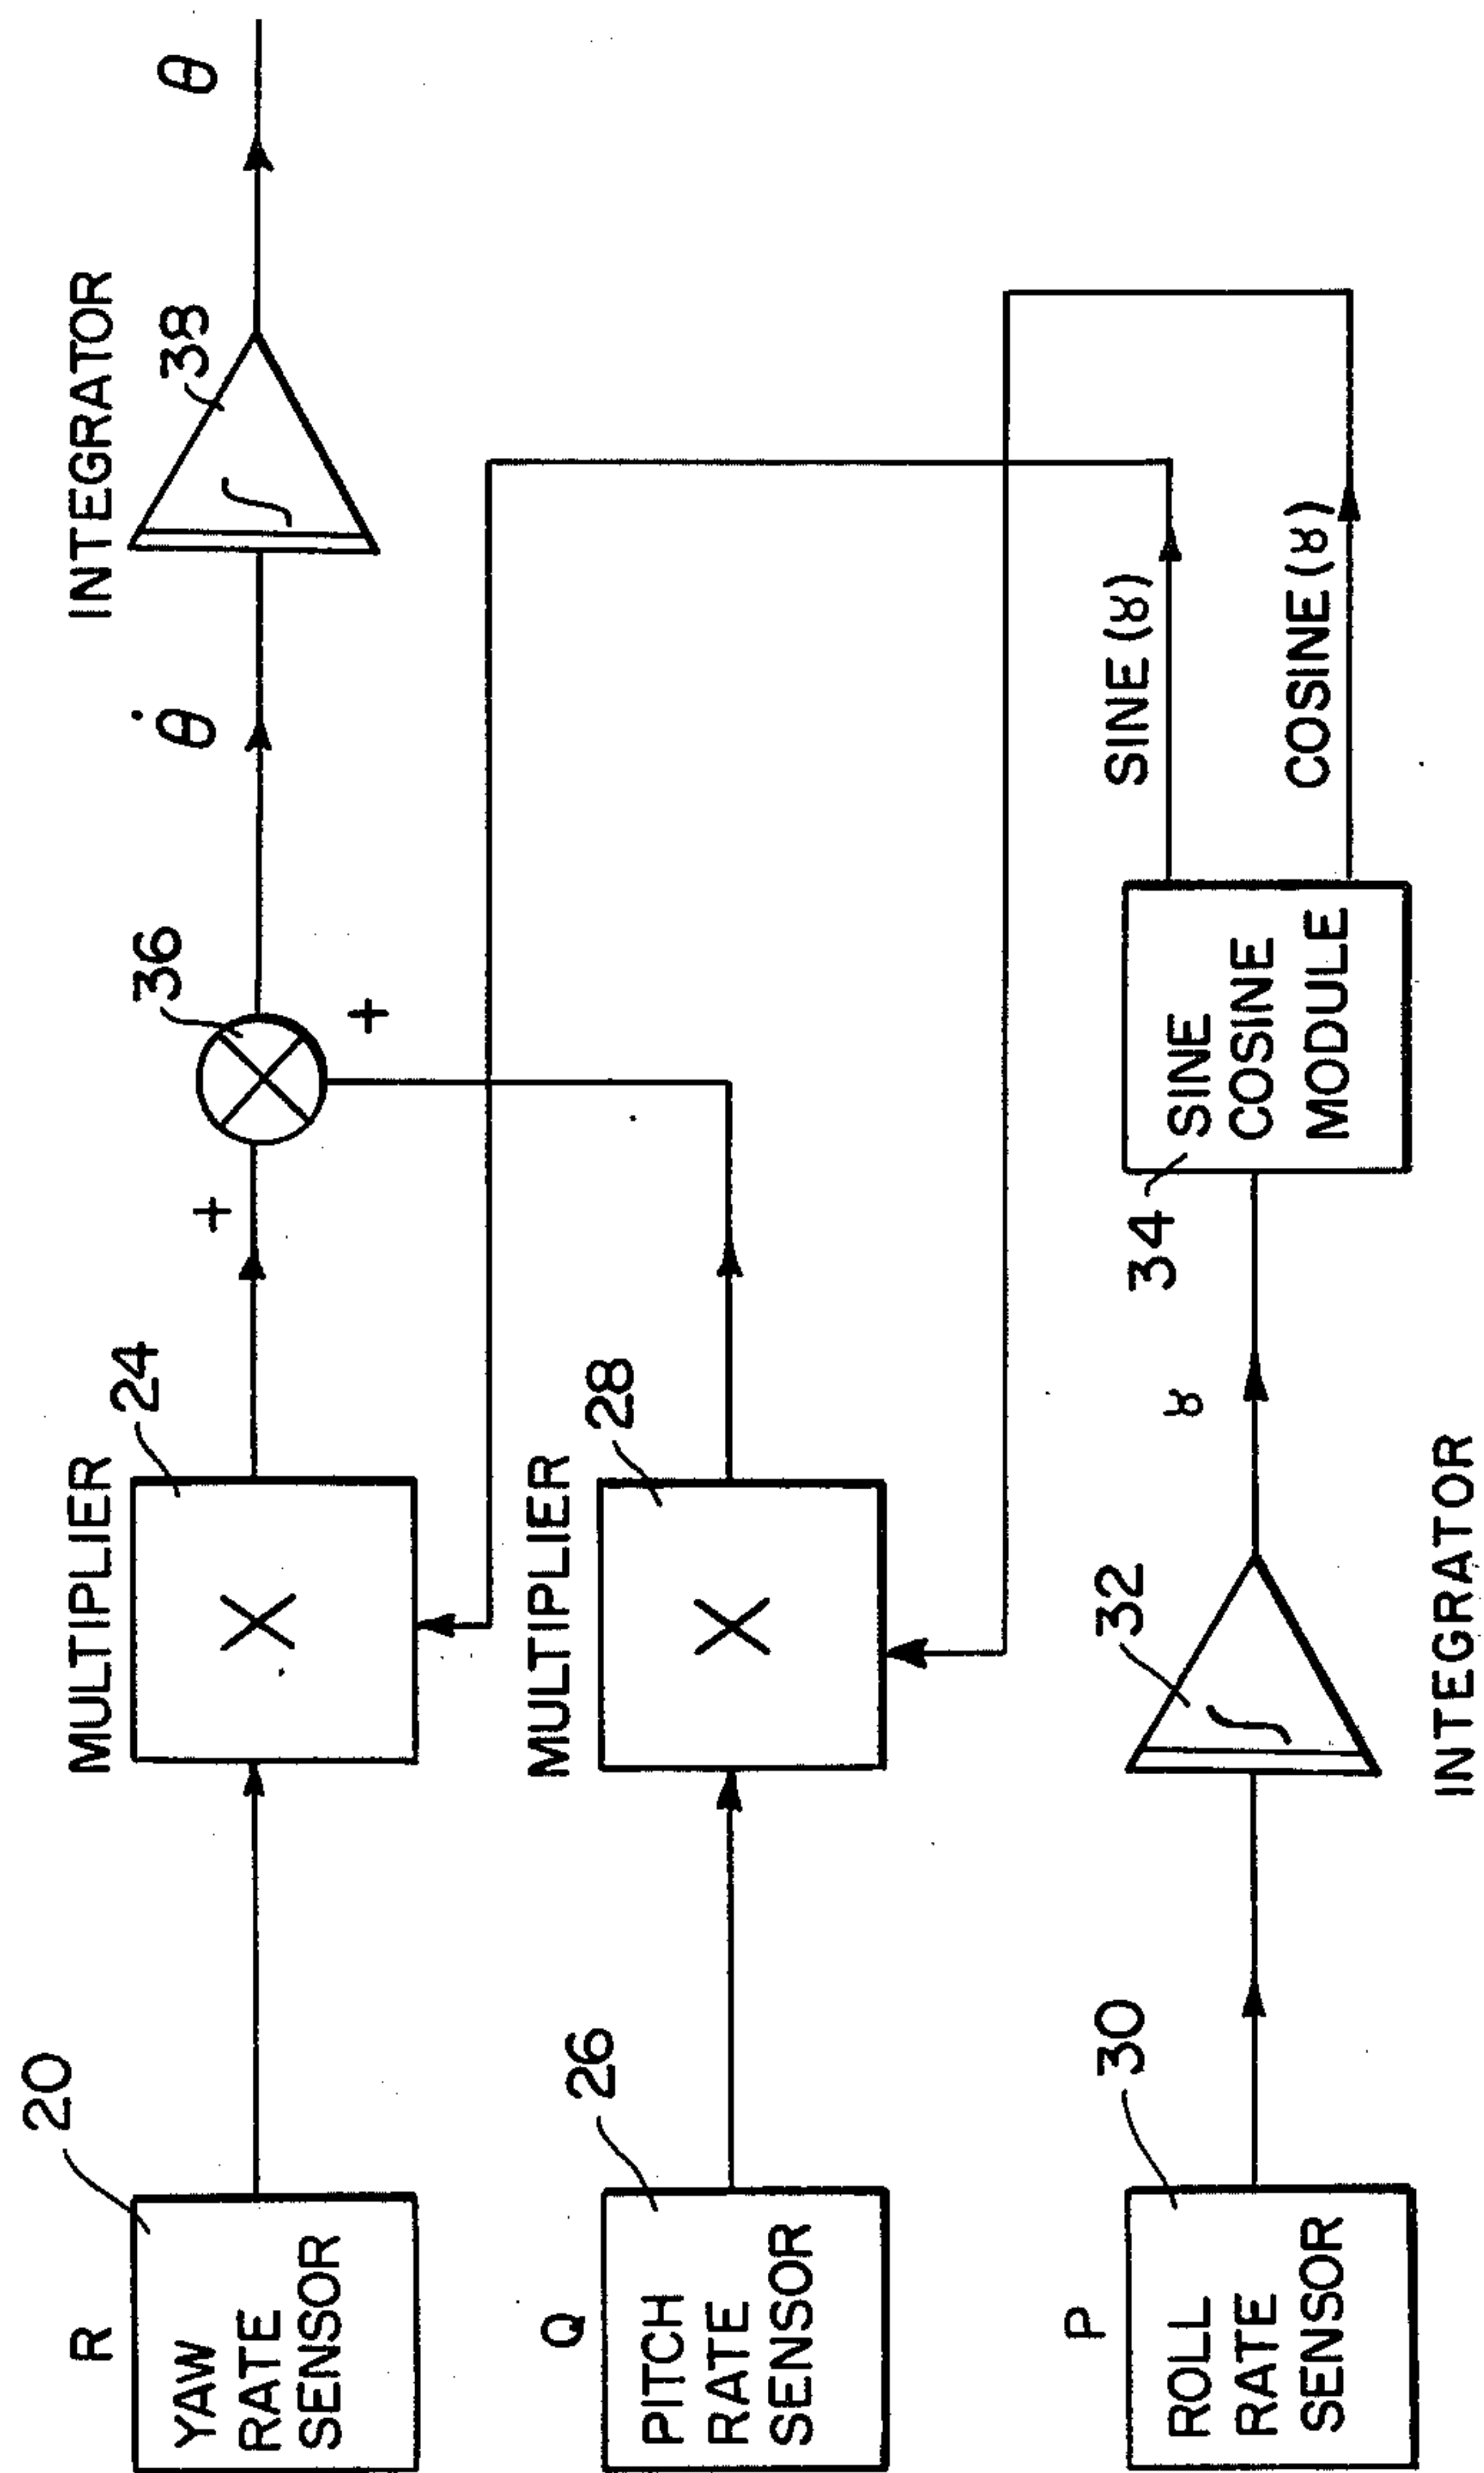 R
20
YAW
RATE
SENSOR
MULTIPLIER
24
X
+
36
+
θ̇
INTEGRATOR
38
∫
θ
Q
26
PITCH
RATE
SENSOR
MULTIPLIER
28
X
P
30
ROLL
RATE
SENSOR
32
∫
INTEGRATOR
γ
34
SINE
COSINE
MODULE
SINE (γ)
COSINE (γ)